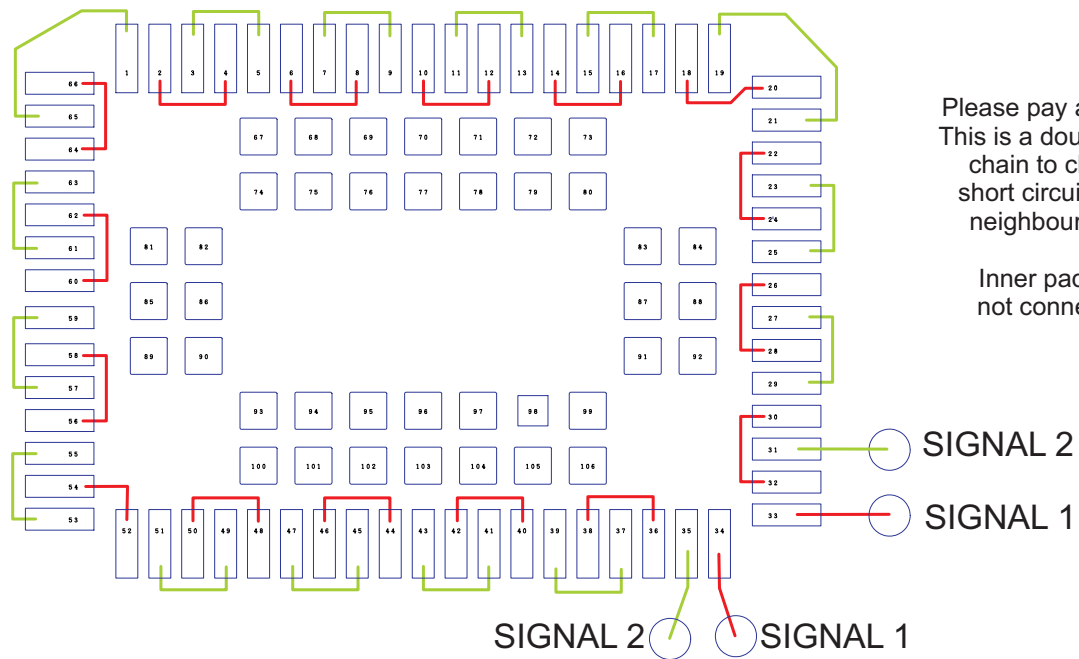 1 2 3 4 5 6 7 8 9 10 11 12 13 14 15 16 17 18 19
66 20
65 21
64 67 68 69 70 71 72 73 22
63 74 75 76 77 78 79 80 23
62 24
61 81 82 83 84 25
60 26
59 85 86 87 88 27
58 89 90 91 92 28
57 29
56 93 94 95 96 97 98 99 30
55 31
54 100 101 102 103 104 105 106 32
53 33
52 51 50 49 48 47 46 45 44 43 42 41 40 39 38 37 36 35 34
Please pay a
This is a dou
chain to cl
short circui
neighbour
Inner pac
not conne
SIGNAL 2
SIGNAL 1
SIGNAL 2
SIGNAL 1